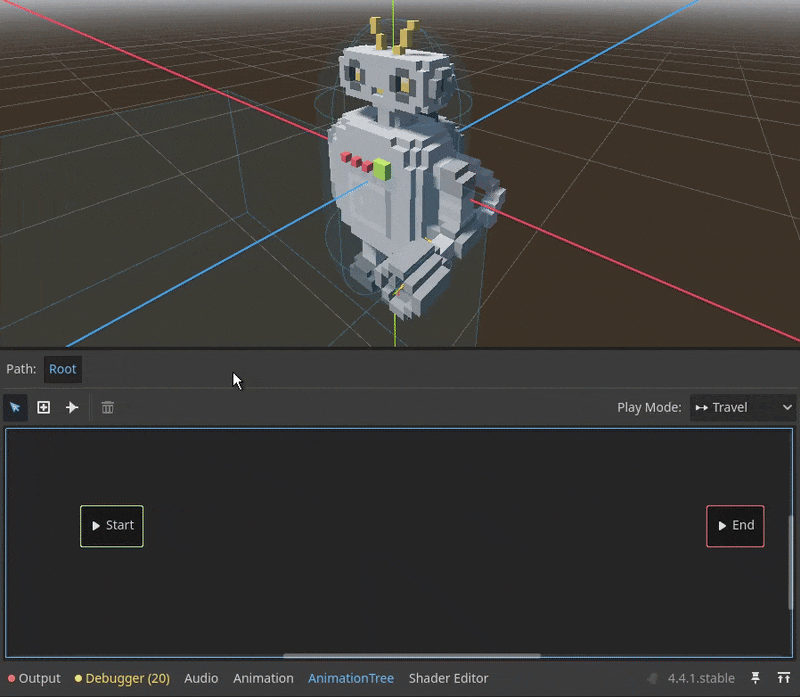 Path: Root
Play Mode: Travel
Start
End
Output Debugger (20) Audio Animation AnimationTree Shader Editor 4.4.1.stable